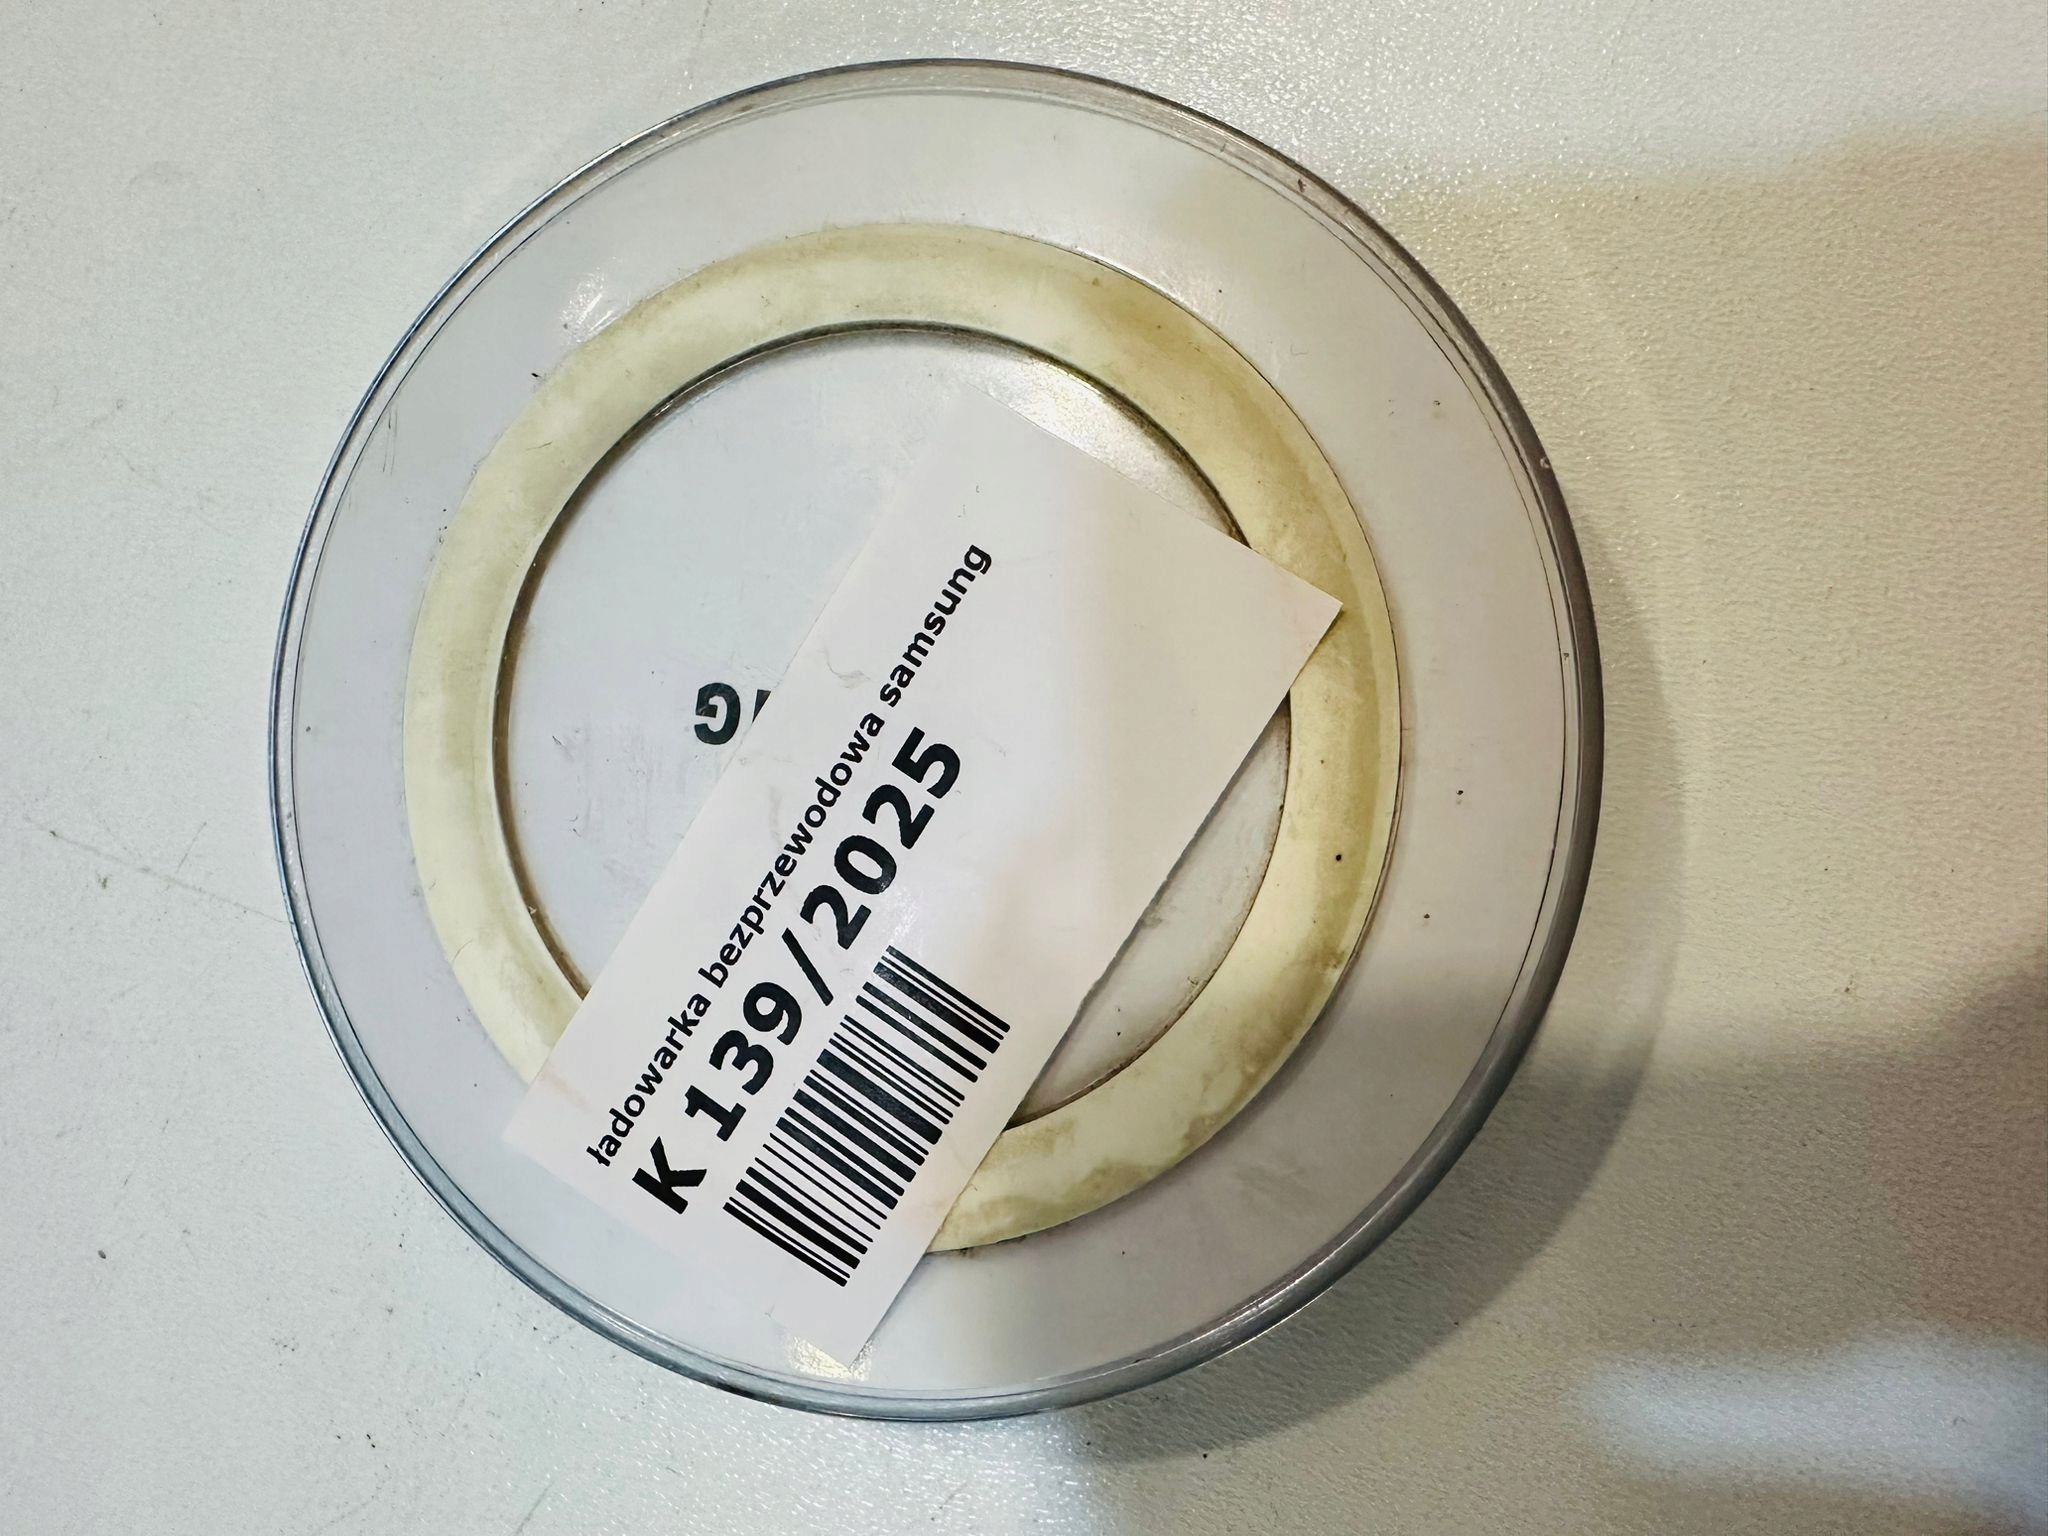 ładowarka bezprzewodowa samsung
K 139/2025
G